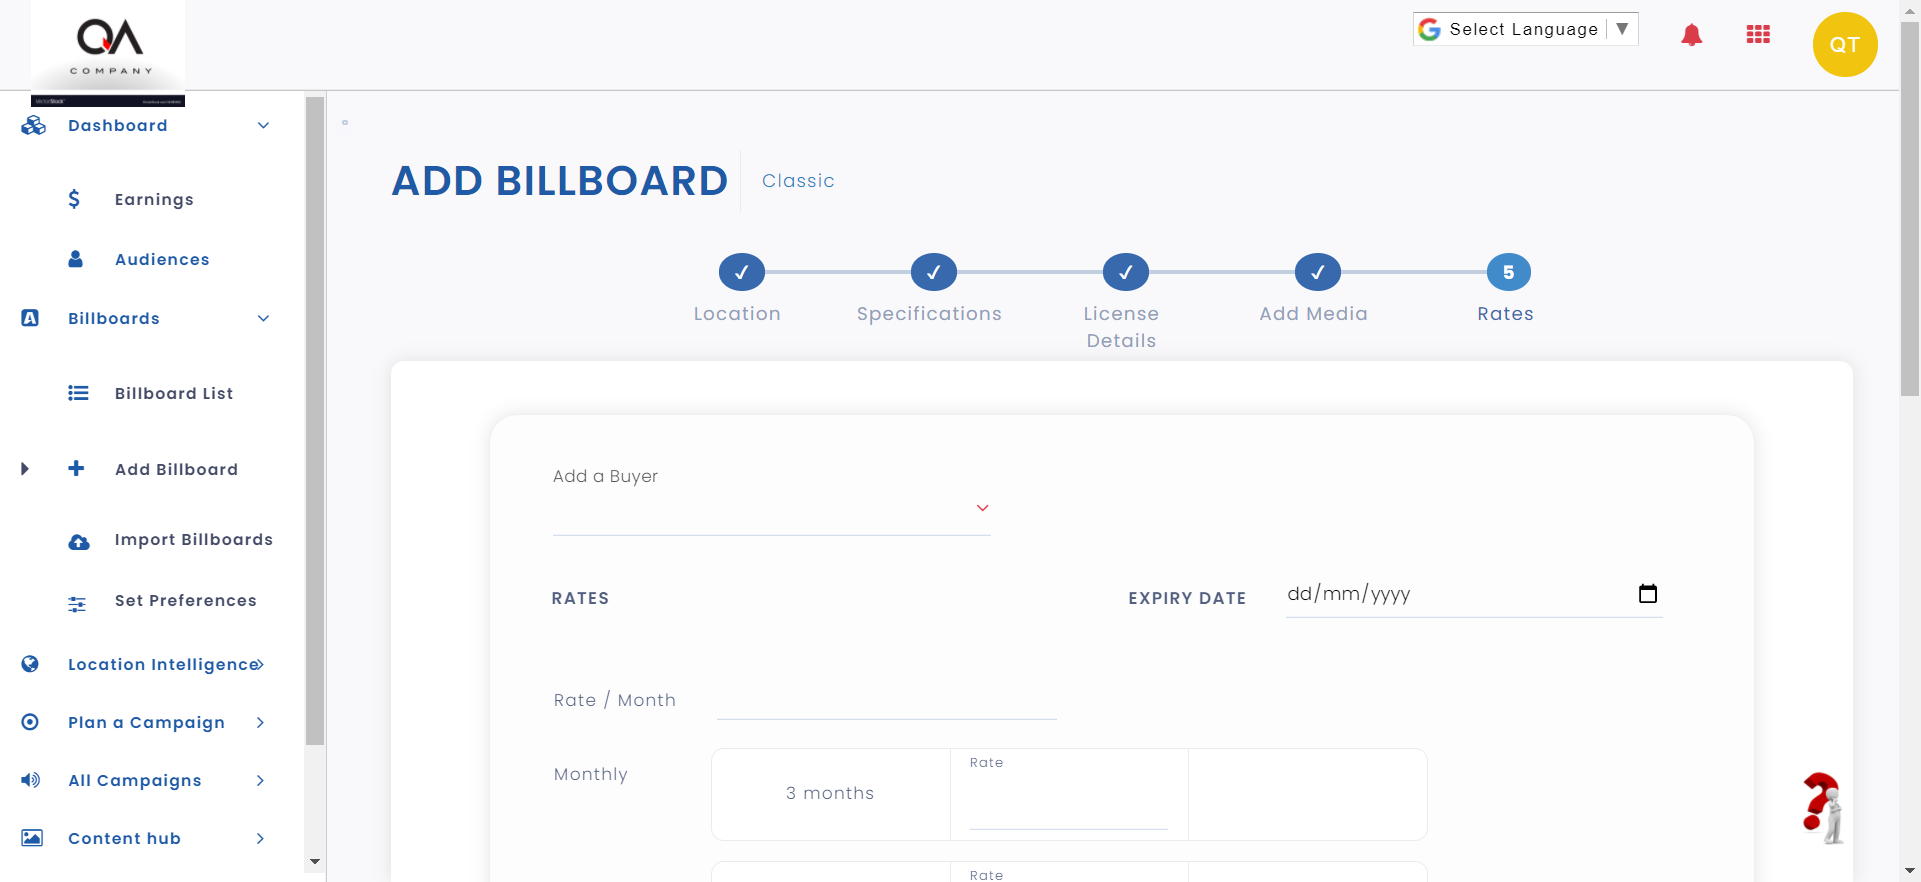 QA
COMPANY
Select Language
QT
Dashboard
Earnings
Audiences
Billboards
Billboard List
Add Billboard
Import Billboards
Set Preferences
Location Intelligence
Plan a Campaign
All Campaigns
Content hub
ADD BILLBOARD
Classic
5
Location
Specifications
License
Details
Add Media
Rates
Add a Buyer
RATES
EXPIRY DATE
dd/mm/yyyy
Rate / Month
Monthly
3 months
Rate
Rate